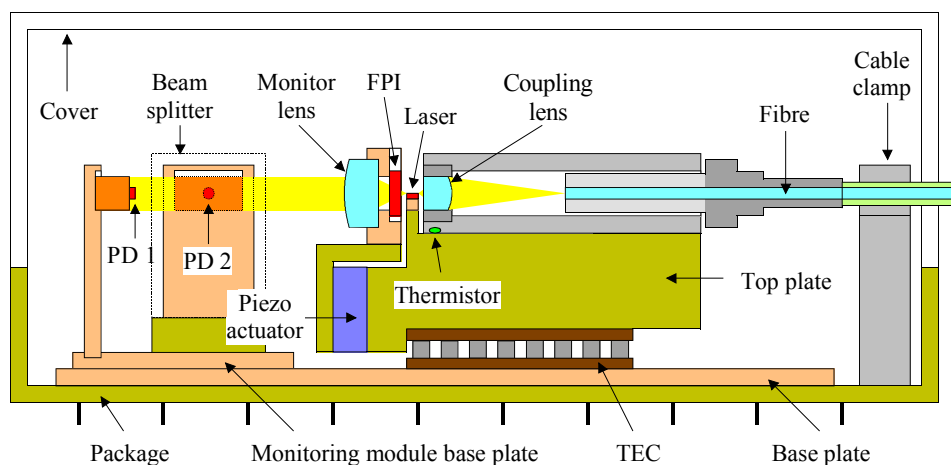 Cover
Beam
splitter
Monitor
lens
FPI
Laser
Coupling
lens
Fibre
Cable
clamp
PD 1
PD 2
Piezo
actuator
Thermistor
Top plate
Package
Monitoring module base plate
TEC
Base plate